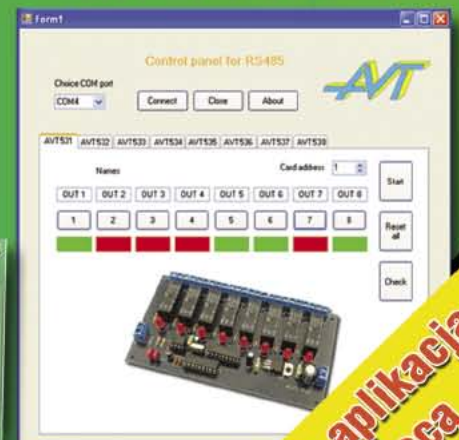 Form1
Control panel for RS485
AVT
Choice COM port
COM4
Connect Close About
AVT531 AVT532 AVT533 AVT534 AVT535 AVT536 AVT537 AVT538
Names
Card address 1
Start
OUT 1 OUT 2 OUT 3 OUT 4 OUT 5 OUT 6 OUT 7 OUT 8
1 2 3 4 5 6 7 8
Reset all
Check
aplikacja